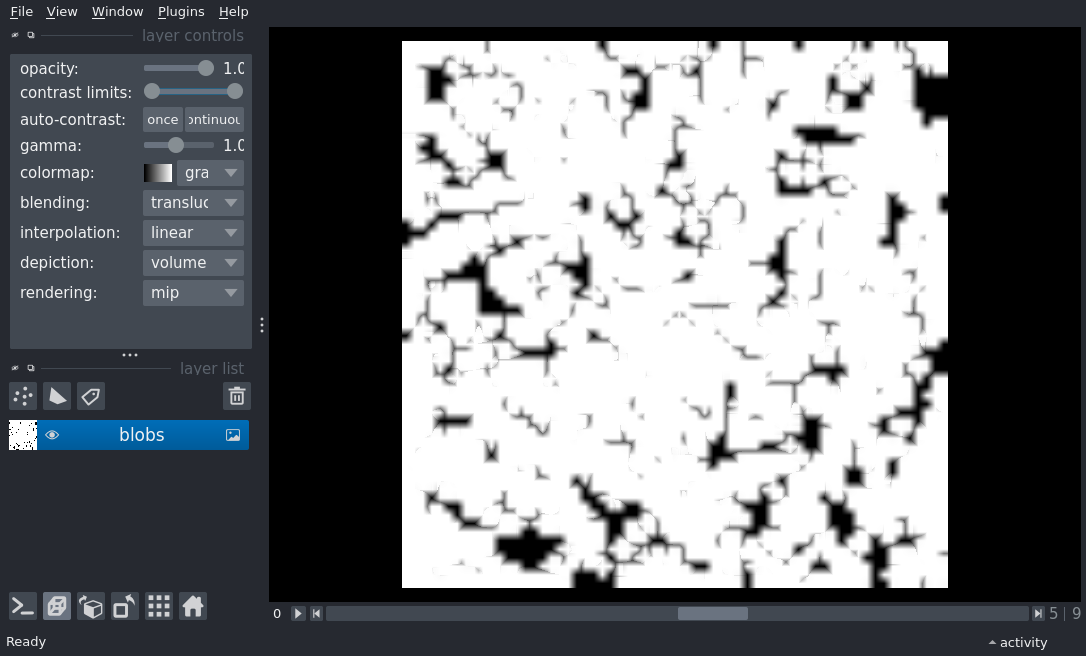 File View Window Plugins Help
layer controls
opacity: 1.0
contrast limits:
auto-contrast: once ontinuou
gamma: 1.0
colormap: gra
blending: transluc
interpolation: linear
depiction: volume
rendering: mip
layer list
blobs
0 5 | 9
Ready activity